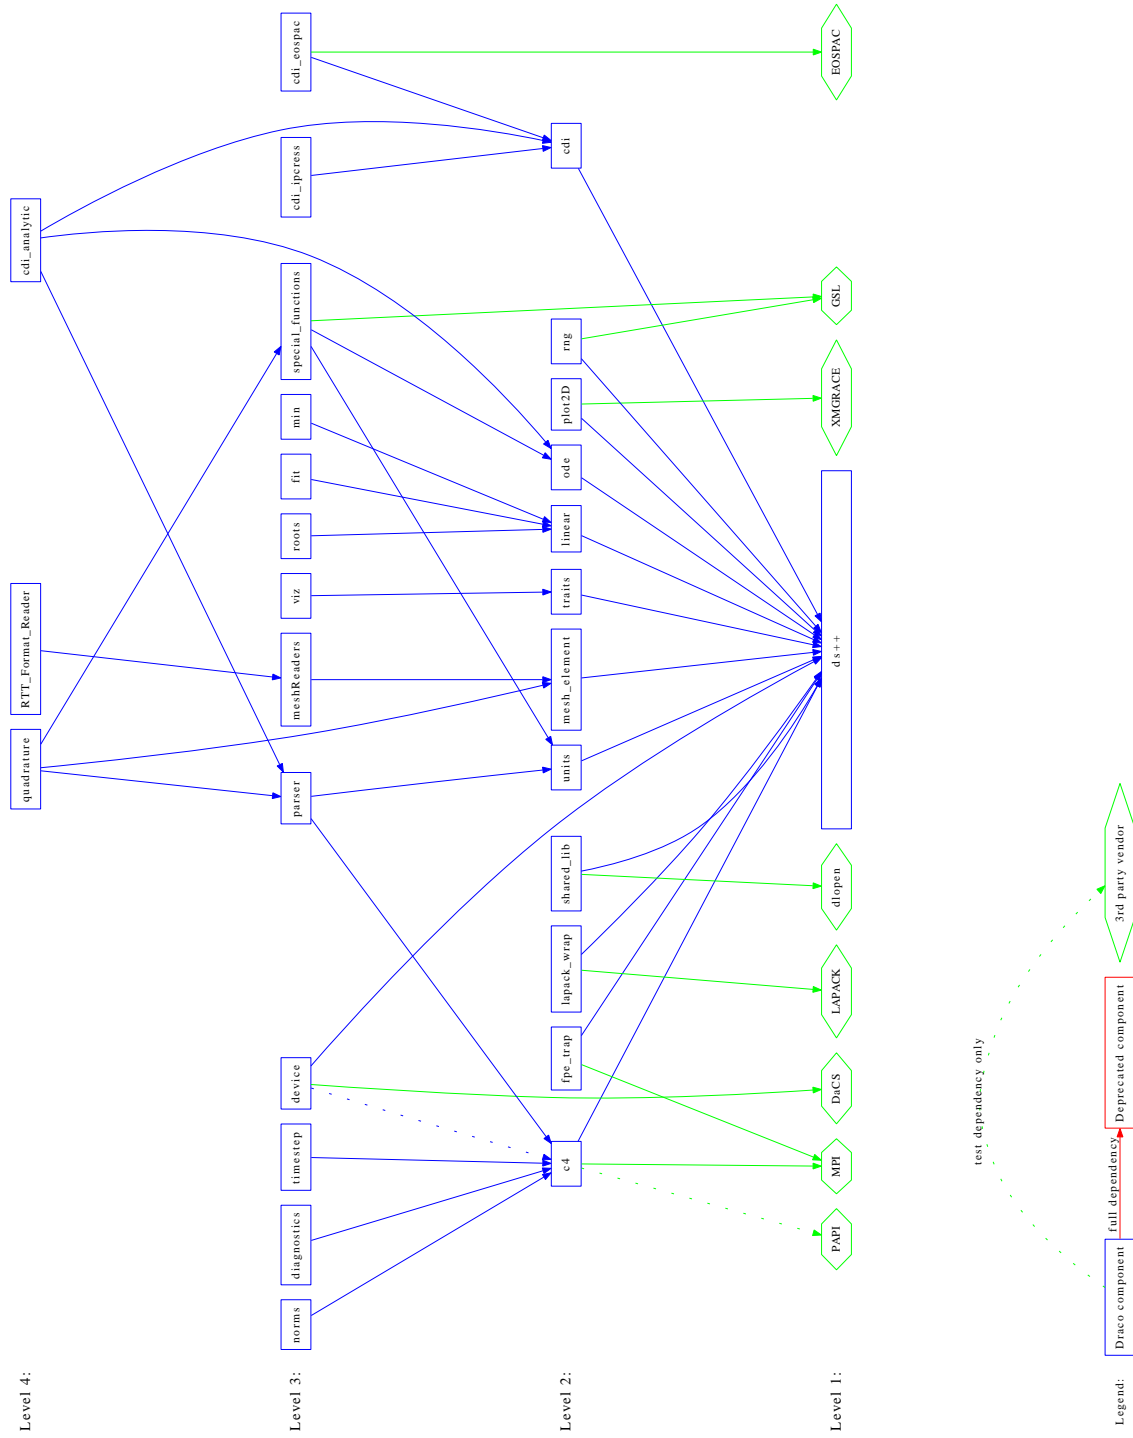 Level 4:
quadrature
RTT_Format_Reader
cdi_analytic
Level 3:
norms
diagnostics
timestep
device
parser
meshReaders
viz
roots
fit
min
special_functions
cdi_ipcress
cdi_eospac
Level 2:
c4
fpe_trap
lapack_wrap
shared_lib
units
mesh_element
traits
linear
ode
plot2D
rng
cdi
Level 1:
PAPI
MPI
DaCS
LAPACK
dlopen
ds++
XMGRACE
GSL
EOSPAC
test dependency only
Legend:
Draco component
full dependency
Deprecated component
3rd party vendor